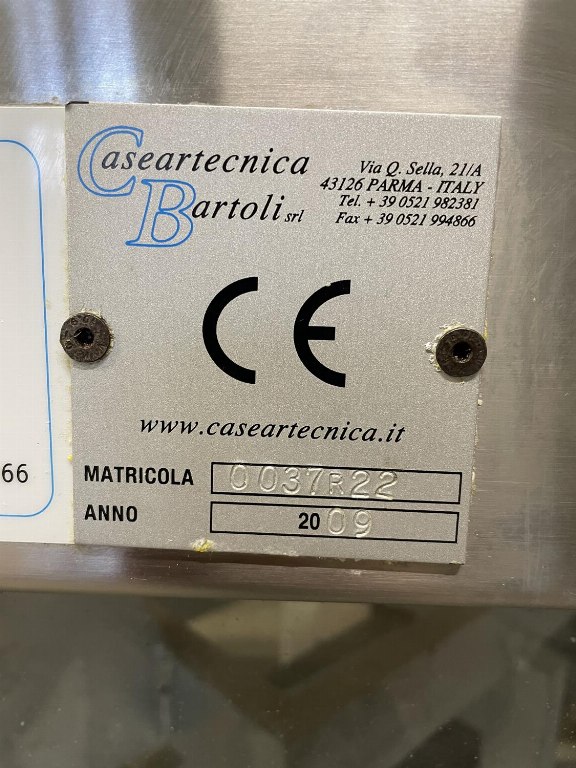 Caseartecnica
Bartoli srl
Via Q. Sella, 21/A
43126 PARMA - ITALY
Tel. + 39 0521 982381
Fax + 39 0521 994866
CE
www.caseartecnica.it
66
MATRICOLA 0037R22
ANNO 2009